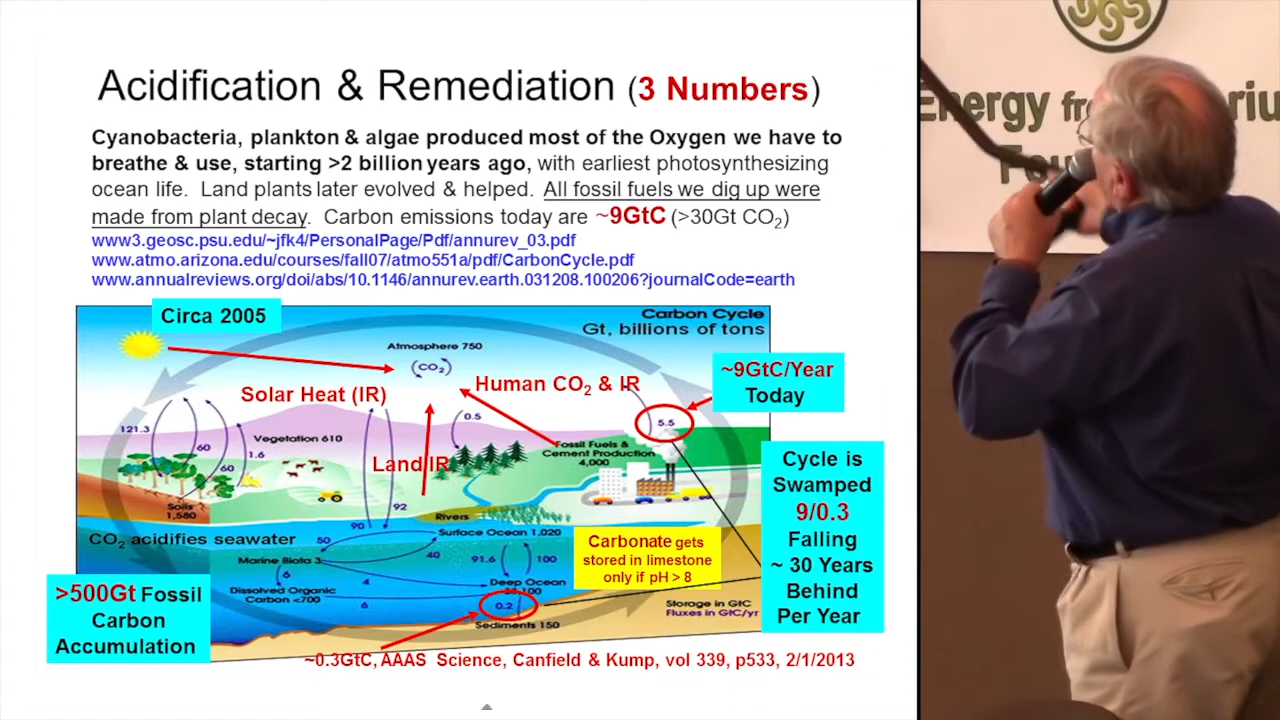 Acidification & Remediation (3 Numbers)
Cyanobacteria, plankton & algae produced most of the Oxygen we have to
breathe & use, starting >2 billion years ago, with earliest photosynthesizing
ocean life. Land plants later evolved & helped. All fossil fuels we dig up were
made from plant decay. Carbon emissions today are ~9GtC (>30Gt CO2)
www3.geosc.psu.edu/~jfk4/PersonalPage/Pdf/annurev_03.pdf
www.atmo.arizona.edu/courses/fall07/atmo551a/pdf/CarbonCycle.pdf
www.annualreviews.org/doi/abs/10.1146/annurev.earth.031208.100206?journalCode=earth
Circa 2005
Carbon Cycle
Gt, billions of tons
Atmosphere 750
(CO2)
Solar Heat (IR)
Human CO2 & IR
~9GtC/Year
Today
121.3
60
60
1.6
Vegetation 610
0.5
5.5
Land IR
Fossil Fuels &
Cement Production
4,000
Soils
1,580
92
90
Rivers
CO2 acidifies seawater
50
Surface Ocean 1,020
40
91.6
100
Marine Biota 3
6
4
6
Dissolved Organic
Carbon <700
Deep Ocean
100
0.2
Sediments 150
Carbonate gets
stored in limestone
only if pH > 8
Storage in GtC
Fluxes in GtC/yr
Cycle is
Swamped
9/0.3
Falling
~ 30 Years
Behind
Per Year
>500Gt Fossil
Carbon
Accumulation
~0.3GtC, AAAS Science, Canfield & Kump, vol 339, p533, 2/1/2013
Energy